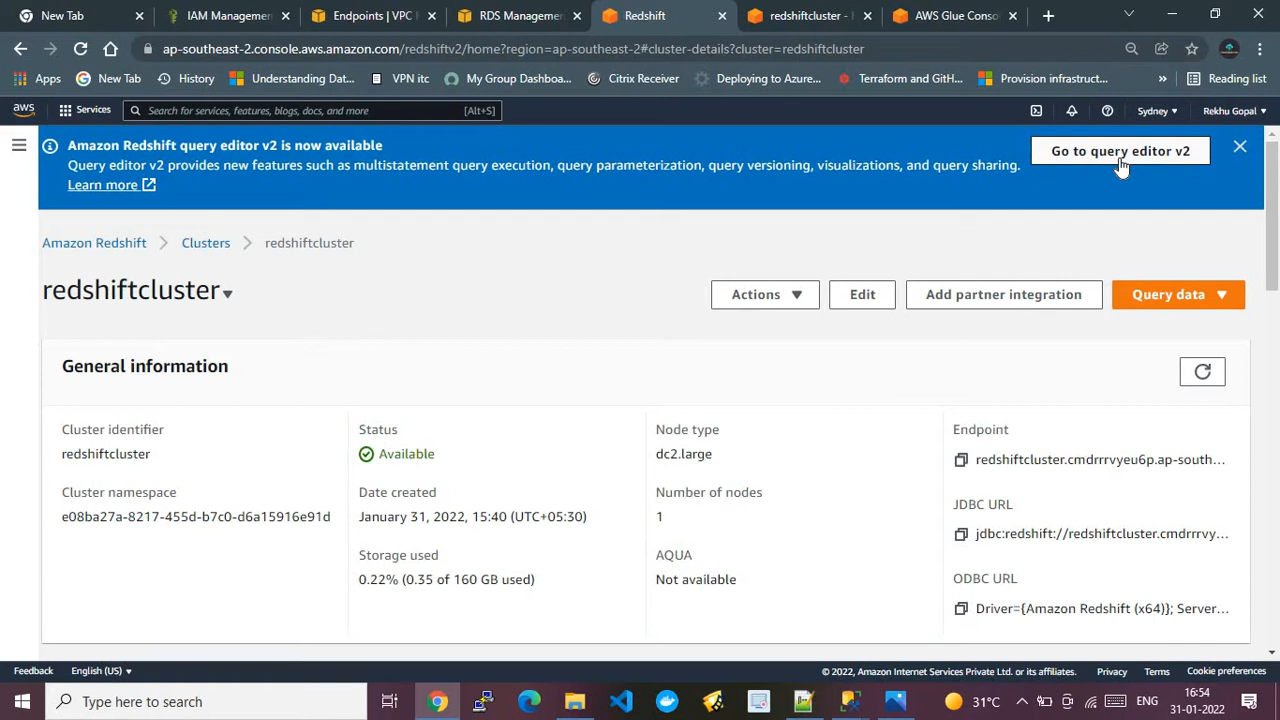 New Tab
IAM Managemen
Endpoints | VPC
RDS Manageme
Redshift
redshiftcluster -
AWS Glue Conso
ap-southeast-2.console.aws.amazon.com/redshiftv2/home?region=ap-southeast-2#cluster-details?cluster=redshiftcluster
Apps
New Tab
History
Understanding Dat...
VPN itc
My Group Dashboa...
Citrix Receiver
Deploying to Azure...
Terraform and GitH...
Provision infrastruct...
»
Reading list
aws
Services
Search for services, features, blogs, docs, and more
[Alt+S]
Sydney
Rekhu Gopal
Amazon Redshift query editor v2 is now available
Query editor v2 provides new features such as multistatement query execution, query parameterization, query versioning, visualizations, and query sharing.
Learn more
Go to query editor v2
Amazon Redshift
Clusters
redshiftcluster
redshiftcluster
Actions
Edit
Add partner integration
Query data
General information
Cluster identifier
redshiftcluster
Cluster namespace
e08ba27a-8217-455d-b7c0-d6a15916e91d
Status
Available
Date created
January 31, 2022, 15:40 (UTC+05:30)
Storage used
0.22% (0.35 of 160 GB used)
Node type
dc2.large
Number of nodes
1
AQUA
Not available
Endpoint
redshiftcluster.cmdrrrvyeu6p.ap-south...
JDBC URL
jdbc:redshift://redshiftcluster.cmdrrrvy...
ODBC URL
Driver={Amazon Redshift (x64)}; Server...
Feedback
English (US)
© 2022, Amazon Internet Services Private Ltd. or its affiliates.
Privacy
Terms
Cookie preferences
Type here to search
31°C
ENG
16:54
31-01-2022